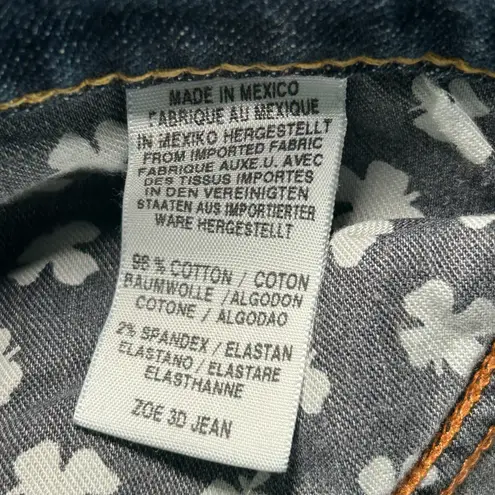 MADE IN MEXICO
FABRIQUE AU MEXIQUE
IN MEXIKO HERGESTELLT
FROM IMPORTED FABRIC
FABRIQUE AUX E.U. AVEC
DES TISSUS IMPORTES
IN DEN VEREINIGTEN
STAATEN AUS IMPORTIERTER
WARE HERGESTELLT
98 % COTTON / COTON
BAUMWOLLE / ALGODON
COTONE / ALGODAO
2% SPANDEX / ELASTAN
ELASTANO / ELASTARE
ELASTHANNE
ZOE 3D JEAN